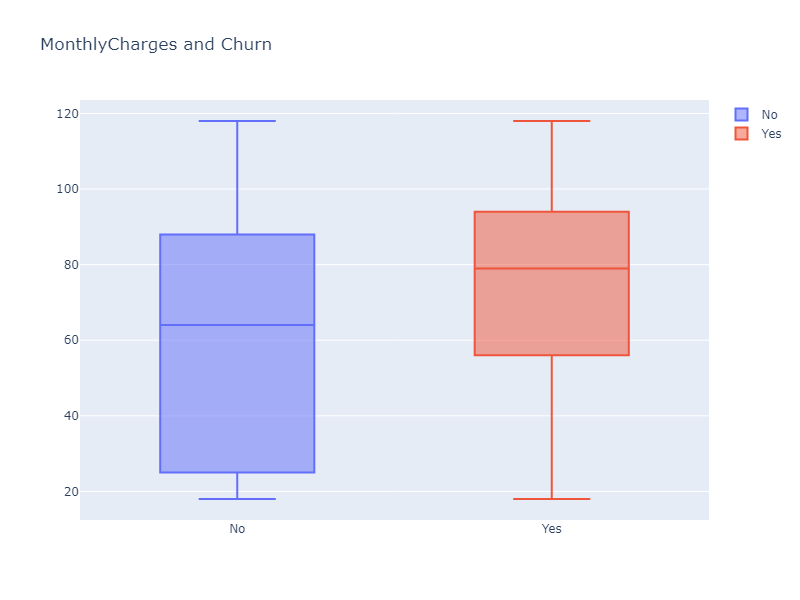 MonthlyCharges and Churn
120
100
80
60
40
20
No
Yes
No
Yes